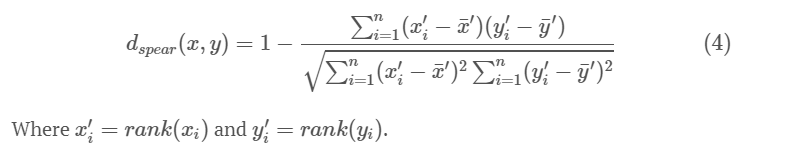 d_{spear}(x, y) = 1 - \frac{\sum_{i=1}^{n}(x'_i - \bar{x}')(y'_i - \bar{y}')}{\sqrt{\sum_{i=1}^{n}(x'_i - \bar{x}')^2 \sum_{i=1}^{n}(y'_i - \bar{y}')^2}} (4)
Where x'_i = rank(x_i) and y'_i = rank(y_i).